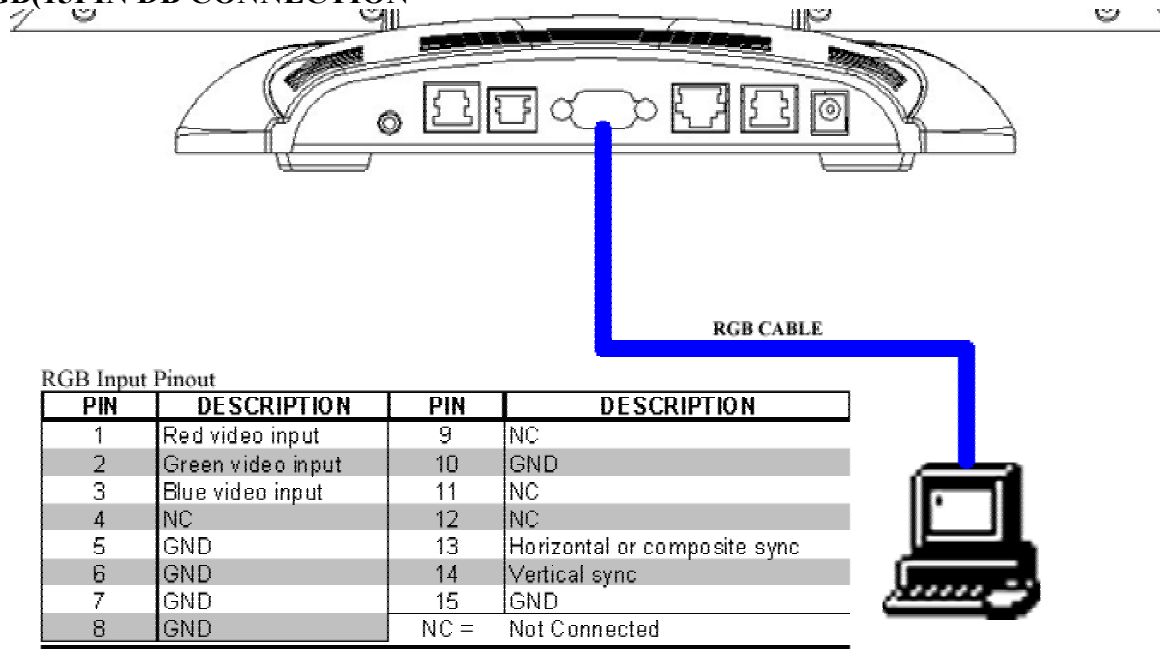 CONNECTION
RGB CABLE
RGB Input Pinout
PIN DESCRIPTION PIN DESCRIPTION
1 Red video input 9 NC
2 Green video input 10 GND
3 Blue video input 11 NC
4 NC 12 NC
5 GND 13 Horizontal or composite sync
6 GND 14 Vertical sync
7 GND 15 GND
8 GND NC = Not Connected